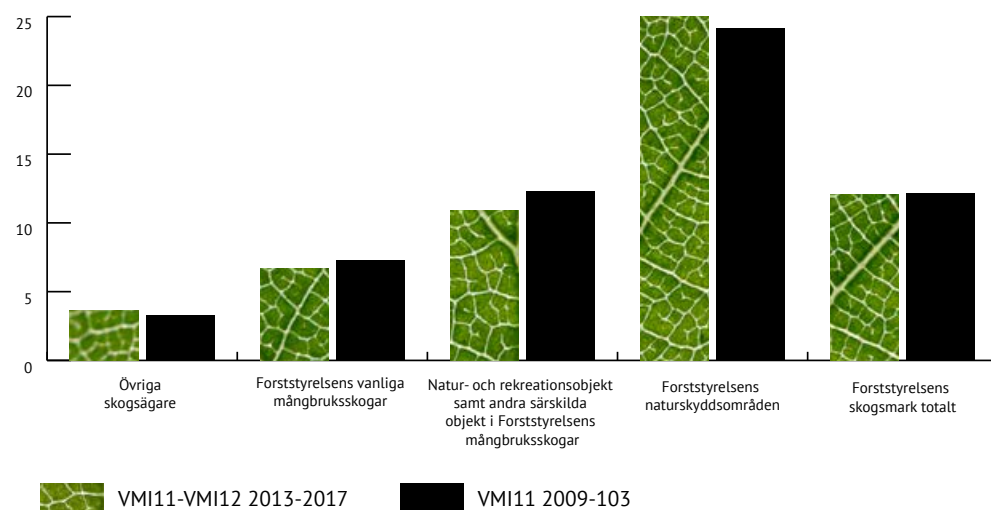 25
20
15
10
5
0
Övriga
skogsägare
Forststyrelsens vanliga
mångbruksskogar
Natur- och rekreationsobjekt
samt andra särskilda
objekt i Forststyrelsens
mångbruksskogar
Forststyrelsens
naturskyddsområden
Forststyrelsens
skogsmark totalt
VMI11-VMI12 2013-2017
VMI11 2009-103